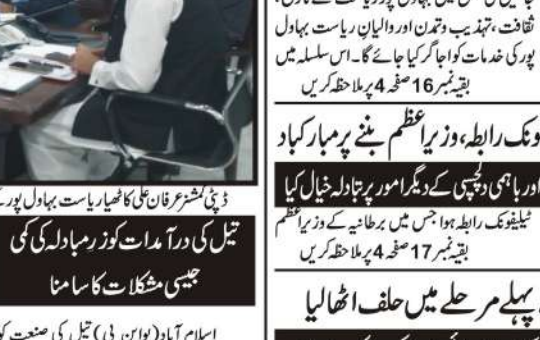 ثقافت، تہذیب وتمدن اور والیان ریاست بہاول
پور کی خدمات کو اجاگر کیا جائے گا۔ اس سلسلہ میں
بقیہ نمبر 16 صفحہ 4 پر ملاحظہ کریں
رابطہ، وزیراعظم بننے پر مبارکباد
اور باہمی دلچسپی کے دیگر امور پر تبادلہ خیال کیا
ٹیلیفونک رابطہ ہوا جس میں برطانیہ کے وزیراعظم
بقیہ نمبر 17 صفحہ 4 پر ملاحظہ کریں
پہلے مرحلے میں حلف اٹھالیا
ڈپٹی کمشنر عرفان علی کاٹھیا ریاست بہاول پور
تیل کی درآمدات کو زرمبادلہ کی کمی
جیسی مشکلات کا سامنا
اسلام آباد (یو این پی) تیل کی صنعت کو